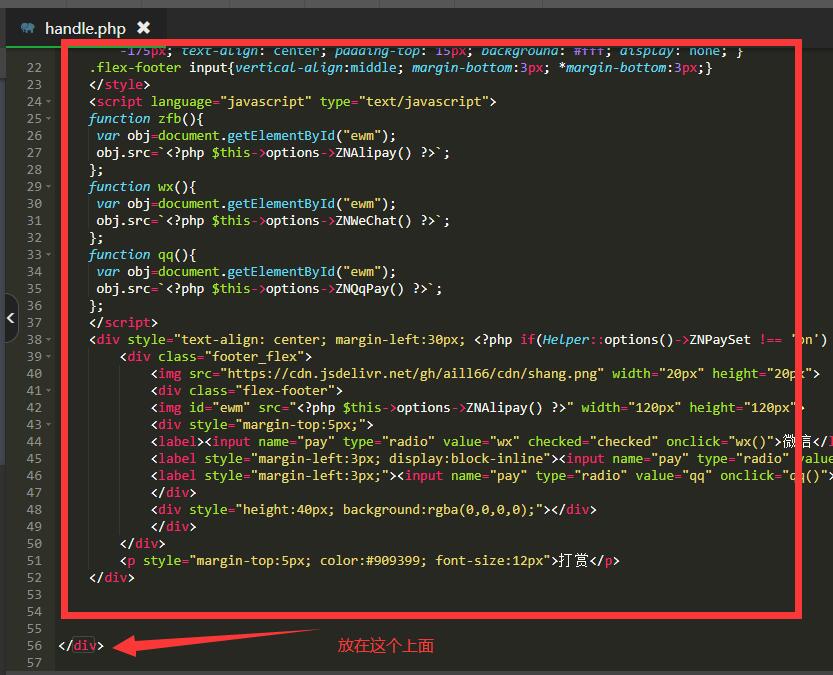 handle.php
-175px; text-align: center; padding-top: 15px; background: #fff; display: none; }
22 .flex-footer input{vertical-align:middle; margin-bottom:3px; *margin-bottom:3px;}
23 </style>
24 <script language="javascript" type="text/javascript">
25 function zfb(){
26 var obj=document.getElementById("ewm");
27 obj.src=`<?php $this->options->ZNAlipay() ?>`;
28 };
29 function wx(){
30 var obj=document.getElementById("ewm");
31 obj.src=`<?php $this->options->ZNWeChat() ?>`;
32 };
33 function qq(){
34 var obj=document.getElementById("ewm");
35 obj.src=`<?php $this->options->ZNQqPay() ?>`;
36 };
37 </script>
38 <div style="text-align: center; margin-left:30px; <?php if(Helper::options()->ZNPaySet !== 'on')
39 <div class="footer_flex">
40 <img src="https://cdn.jsdelivr.net/gh/aill66/cdn/shang.png" width="20px" height="20px">
41 <div class="flex-footer">
42 <img id="ewm" src="<?php $this->options->ZNAlipay() ?>" width="120px" height="120px">
43 <div style="margin-top:5px;">
44 <label><input name="pay" type="radio" value="wx" checked="checked" onclick="wx()">微信</l
45 <label style="margin-left:3px; display:block-inline"><input name="pay" type="radio" value
46 <label style="margin-left:3px;"><input name="pay" type="radio" value="qq" onclick="qq()">
47 </div>
48 <div style="height:40px; background:rgba(0,0,0,0);"></div>
49 </div>
50 </div>
51 <p style="margin-top:5px; color:#909399; font-size:12px">打赏</p>
52 </div>
53
54
55
56 </div>
放在这个上面
57